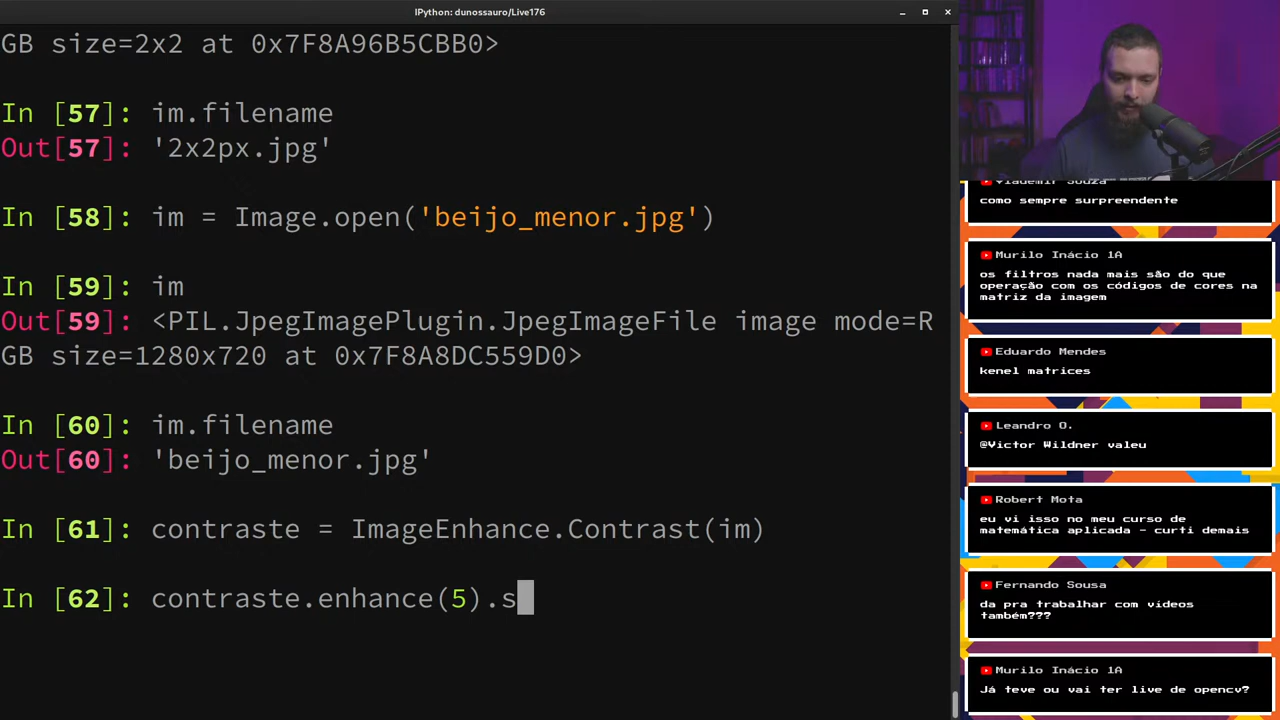 IPython: dunossauro/Live176
GB size=2x2 at 0x7F8A96B5CBB0>
In [57]: im.filename
Out[57]: '2x2px.jpg'
In [58]: im = Image.open('beijo_menor.jpg')
In [59]: im
Out[59]: <PIL.JpegImagePlugin.JpegImageFile image mode=R
GB size=1280x720 at 0x7F8A8DC559D0>
In [60]: im.filename
Out[60]: 'beijo_menor.jpg'
In [61]: contraste = ImageEnhance.Contrast(im)
In [62]: contraste.enhance(5).s
Vlademir Souza
como sempre surpreendente
Murilo Inácio 1A
os filtros nada mais são do que
operação com os códigos de cores na
matriz da imagem
Eduardo Mendes
kenel matrices
Leandro O.
@Victor Wildner valeu
Robert Mota
eu vi isso no meu curso de
matemática aplicada - curti demais
Fernando Sousa
da pra trabalhar com vídeos
também???
Murilo Inácio 1A
Já teve ou vai ter live de opencv?